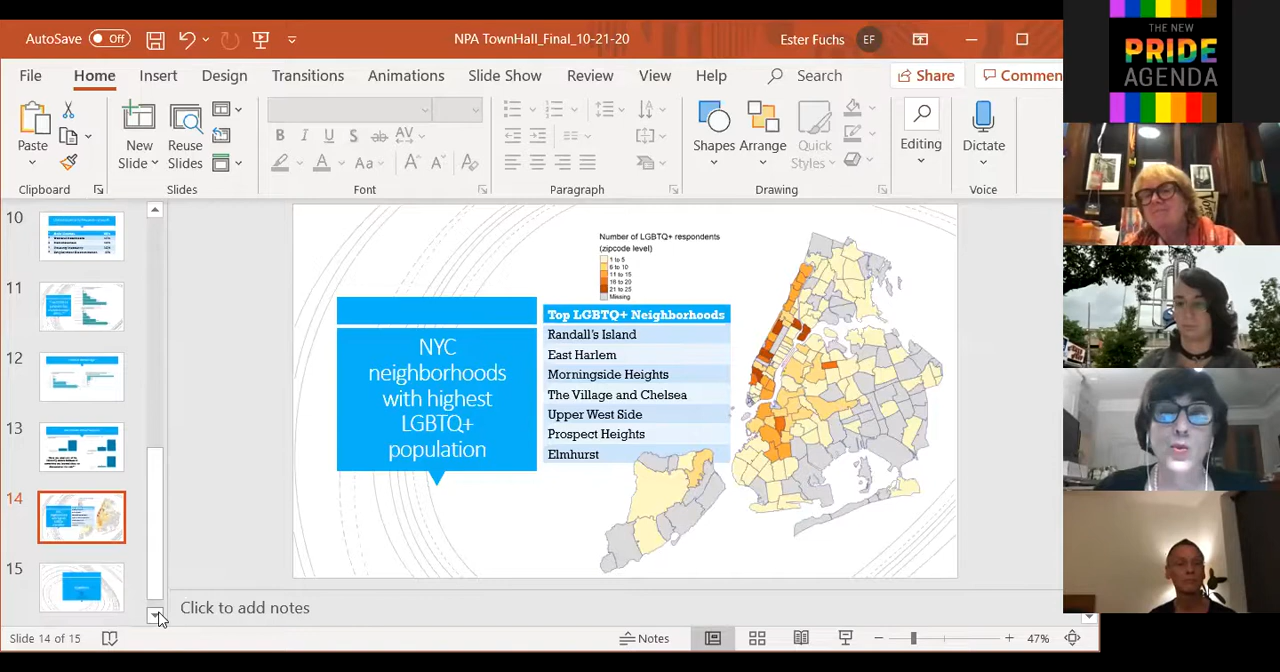 AutoSave Off
NPA TownHall_Final_10-21-20
Ester Fuchs EF
File Home Insert Design Transitions Animations Slide Show Review View Help Search Share Commen
Paste
New Slide
Reuse Slides
B I U S ab AV
A Aa A A
Shapes Arrange Quick Styles
Editing
Dictate
Clipboard Slides Font Paragraph Drawing Voice
10
11
12
13
14
15
NYC
neighborhoods
with highest
LGBTQ+
population
Number of LGBTQ+ respondents
(zipcode level)
1 to 5
6 to 10
11 to 15
16 to 20
21 to 25
Missing
Top LGBTQ+ Neighborhoods
Randall's Island
East Harlem
Morningside Heights
The Village and Chelsea
Upper West Side
Prospect Heights
Elmhurst
Click to add notes
Slide 14 of 15
Notes
47%
THE NEW
PRIDE
AGENDA